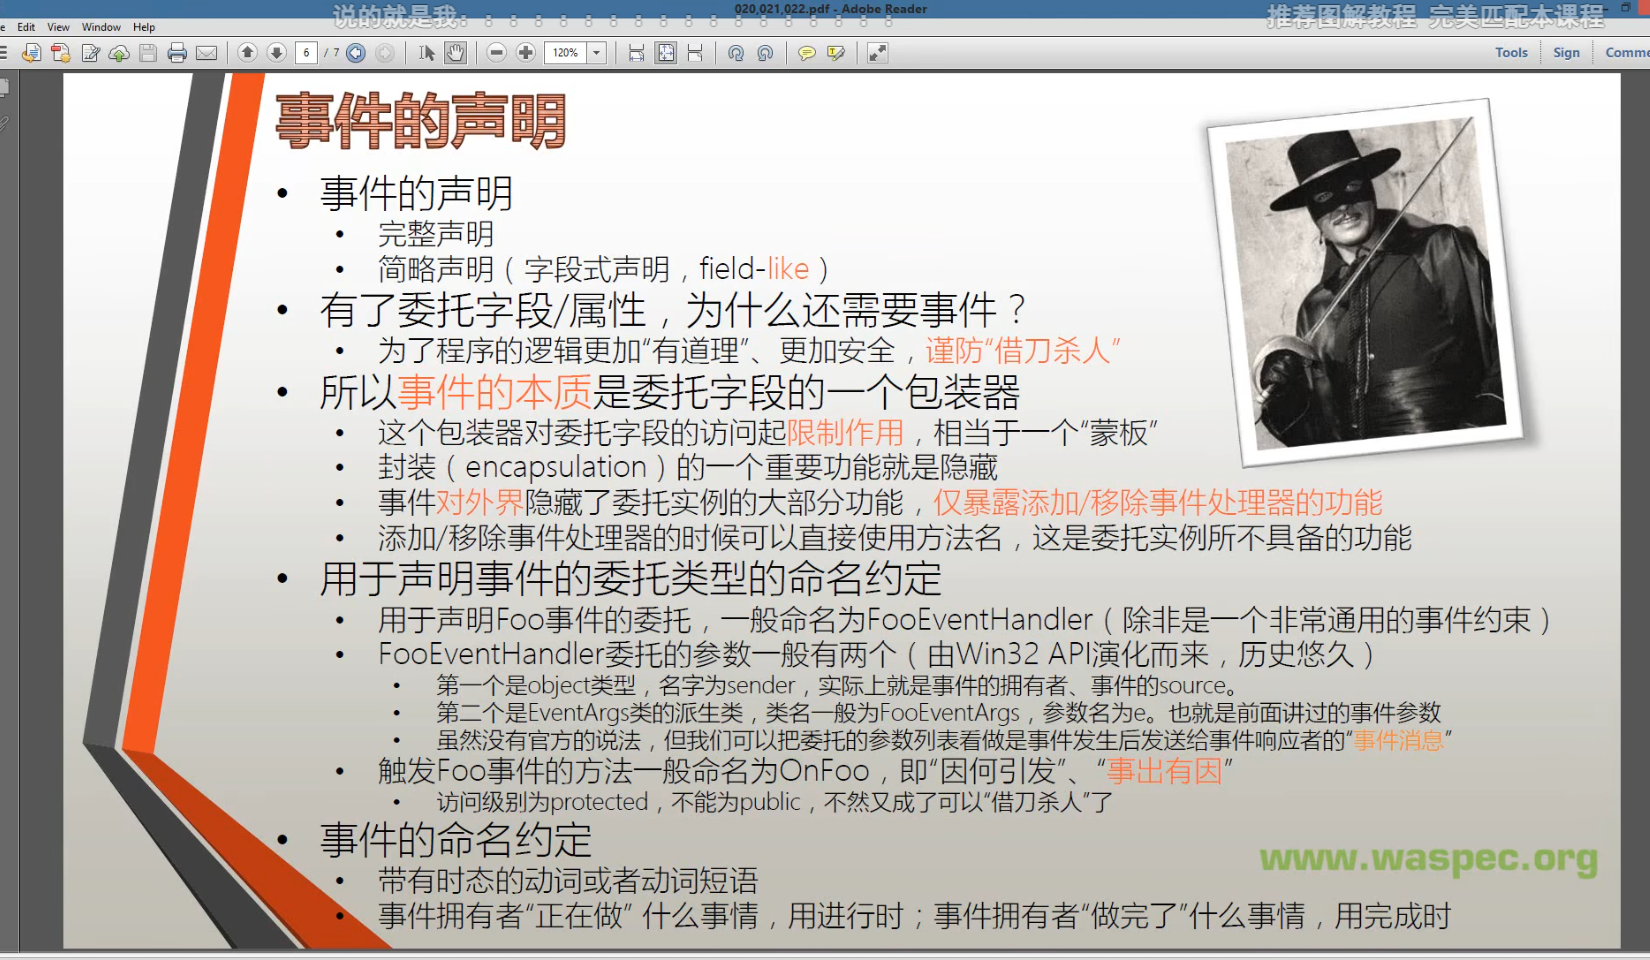 020,021,022.pdf - Adobe Reader
说的就是我
推荐图解教程 完美匹配本课程
Edit View Window Help
6 / 7
120%
Tools Sign
事件的声明
• 事件的声明
• 完整声明
• 简略声明（字段式声明，field-like）
• 有了委托字段/属性，为什么还需要事件？
• 为了程序的逻辑更加“有道理”、更加安全，谨防“借刀杀人”
• 所以事件的本质是委托字段的一个包装器
• 这个包装器对委托字段的访问起限制作用，相当于一个“蒙板”
• 封装（encapsulation）的一个重要功能就是隐藏
• 事件对外界隐藏了委托实例的大部分功能，仅暴露添加/移除事件处理器的功能
• 添加/移除事件处理器的时候可以直接使用方法名，这是委托实例所不具备的功能
• 用于声明事件的委托类型的命名约定
• 用于声明Foo事件的委托，一般命名为FooEventHandler（除非是一个非常通用的事件约束）
• FooEventHandler委托的参数一般有两个（由Win32 API演化而来，历史悠久）
• 第一个是object类型，名字为sender，实际上就是事件的拥有者、事件的source。
• 第二个是EventArgs类的派生类，类名一般为FooEventArgs，参数名为e。也就是前面讲过的事件参数
• 虽然没有官方的说法，但我们可以把委托的参数列表看做是事件发生后发送给事件响应者的“事件消息”
• 触发Foo事件的方法一般命名为OnFoo，即“因何引发”、“事出有因”
• 访问级别为protected，不能为public，不然又成了可以“借刀杀人”了
• 事件的命名约定
• 带有时态的动词或者动词短语
• 事件拥有者“正在做” 什么事情，用进行时；事件拥有者“做完了”什么事情，用完成时
www.waspec.org